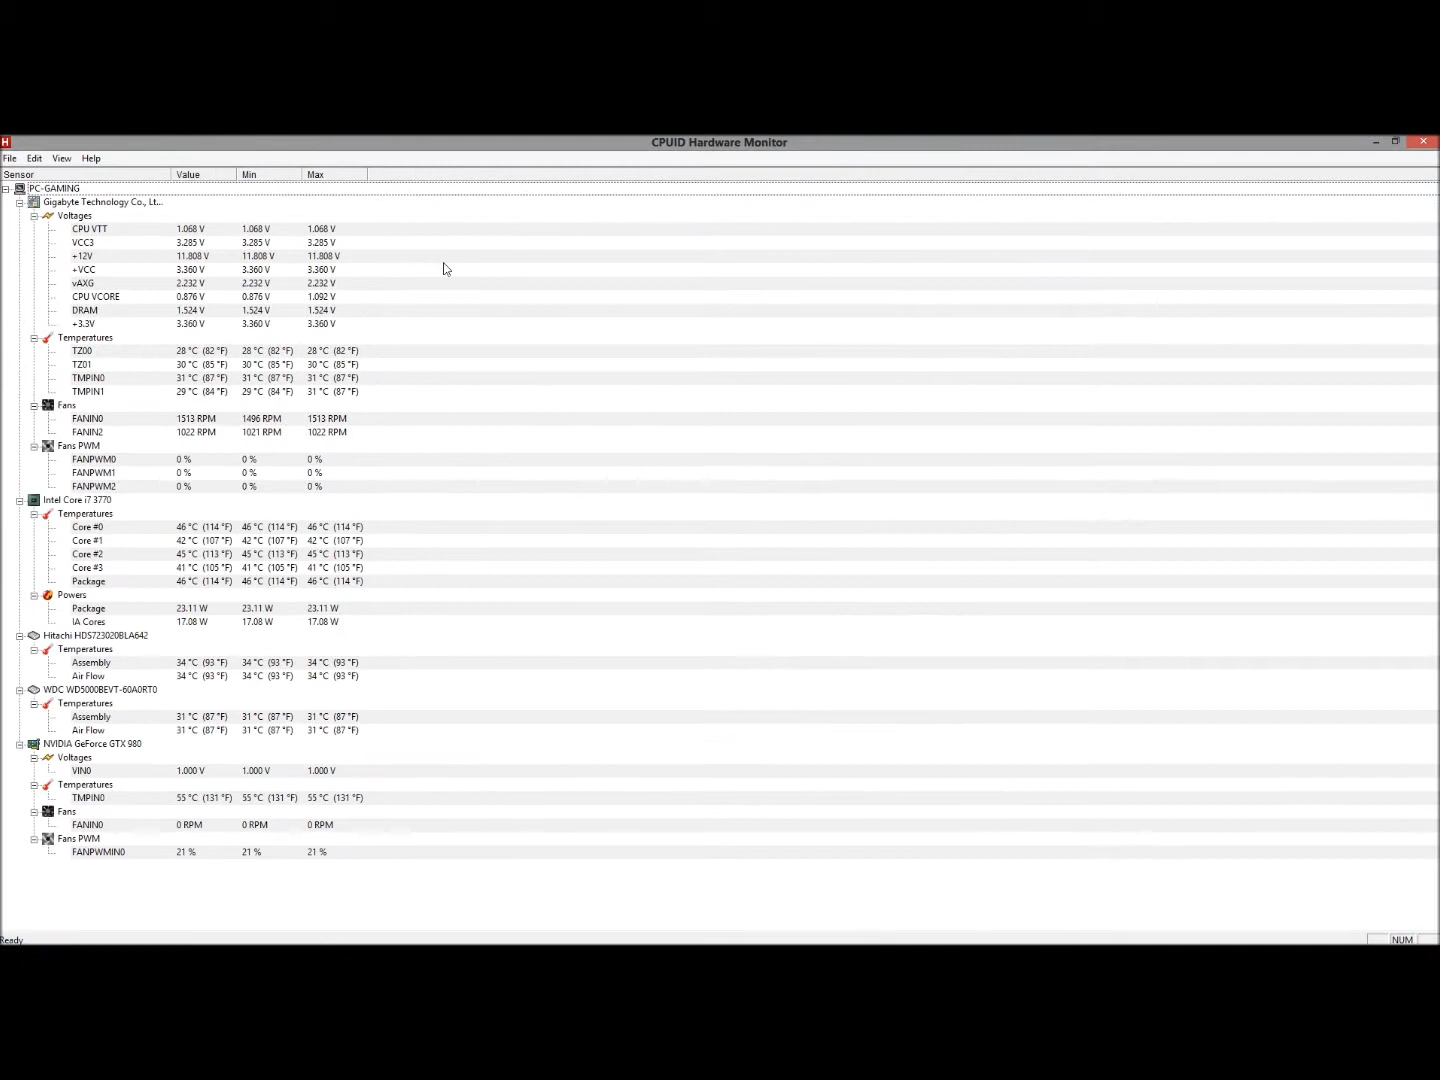 CPUID Hardware Monitor
File Edit View Help
Sensor Value Min Max
PC-GAMING
Gigabyte Technology Co., Lt...
Voltages
CPU VTT 1.068 V 1.068 V 1.068 V
VCC3 3.285 V 3.285 V 3.285 V
+12V 11.808 V 11.808 V 11.808 V
+VCC 3.360 V 3.360 V 3.360 V
vAXG 2.232 V 2.232 V 2.232 V
CPU VCORE 0.876 V 0.876 V 1.092 V
DRAM 1.524 V 1.524 V 1.524 V
+3.3V 3.360 V 3.360 V 3.360 V
Temperatures
TZ00 28 °C (82 °F) 28 °C (82 °F) 28 °C (82 °F)
TZ01 30 °C (85 °F) 30 °C (85 °F) 30 °C (85 °F)
TMPIN0 31 °C (87 °F) 31 °C (87 °F) 31 °C (87 °F)
TMPIN1 29 °C (84 °F) 29 °C (84 °F) 31 °C (87 °F)
Fans
FANIN0 1513 RPM 1496 RPM 1513 RPM
FANIN2 1022 RPM 1021 RPM 1022 RPM
Fans PWM
FANPWM0 0 % 0 % 0 %
FANPWM1 0 % 0 % 0 %
FANPWM2 0 % 0 % 0 %
Intel Core i7 3770
Temperatures
Core #0 46 °C (114 °F) 46 °C (114 °F) 46 °C (114 °F)
Core #1 42 °C (107 °F) 42 °C (107 °F) 42 °C (107 °F)
Core #2 45 °C (113 °F) 45 °C (113 °F) 45 °C (113 °F)
Core #3 41 °C (105 °F) 41 °C (105 °F) 41 °C (105 °F)
Package 46 °C (114 °F) 46 °C (114 °F) 46 °C (114 °F)
Powers
Package 23.11 W 23.11 W 23.11 W
IA Cores 17.08 W 17.08 W 17.08 W
Hitachi HDS723020BLA642
Temperatures
Assembly 34 °C (93 °F) 34 °C (93 °F) 34 °C (93 °F)
Air Flow 34 °C (93 °F) 34 °C (93 °F) 34 °C (93 °F)
WDC WD5000BEVT-60A0RT0
Temperatures
Assembly 31 °C (87 °F) 31 °C (87 °F) 31 °C (87 °F)
Air Flow 31 °C (87 °F) 31 °C (87 °F) 31 °C (87 °F)
NVIDIA GeForce GTX 980
Voltages
VIN0 1.000 V 1.000 V 1.000 V
Temperatures
TMPIN0 55 °C (131 °F) 55 °C (131 °F) 55 °C (131 °F)
Fans
FANIN0 0 RPM 0 RPM 0 RPM
Fans PWM
FANPWMIN0 21 % 21 % 21 %
Ready NUM